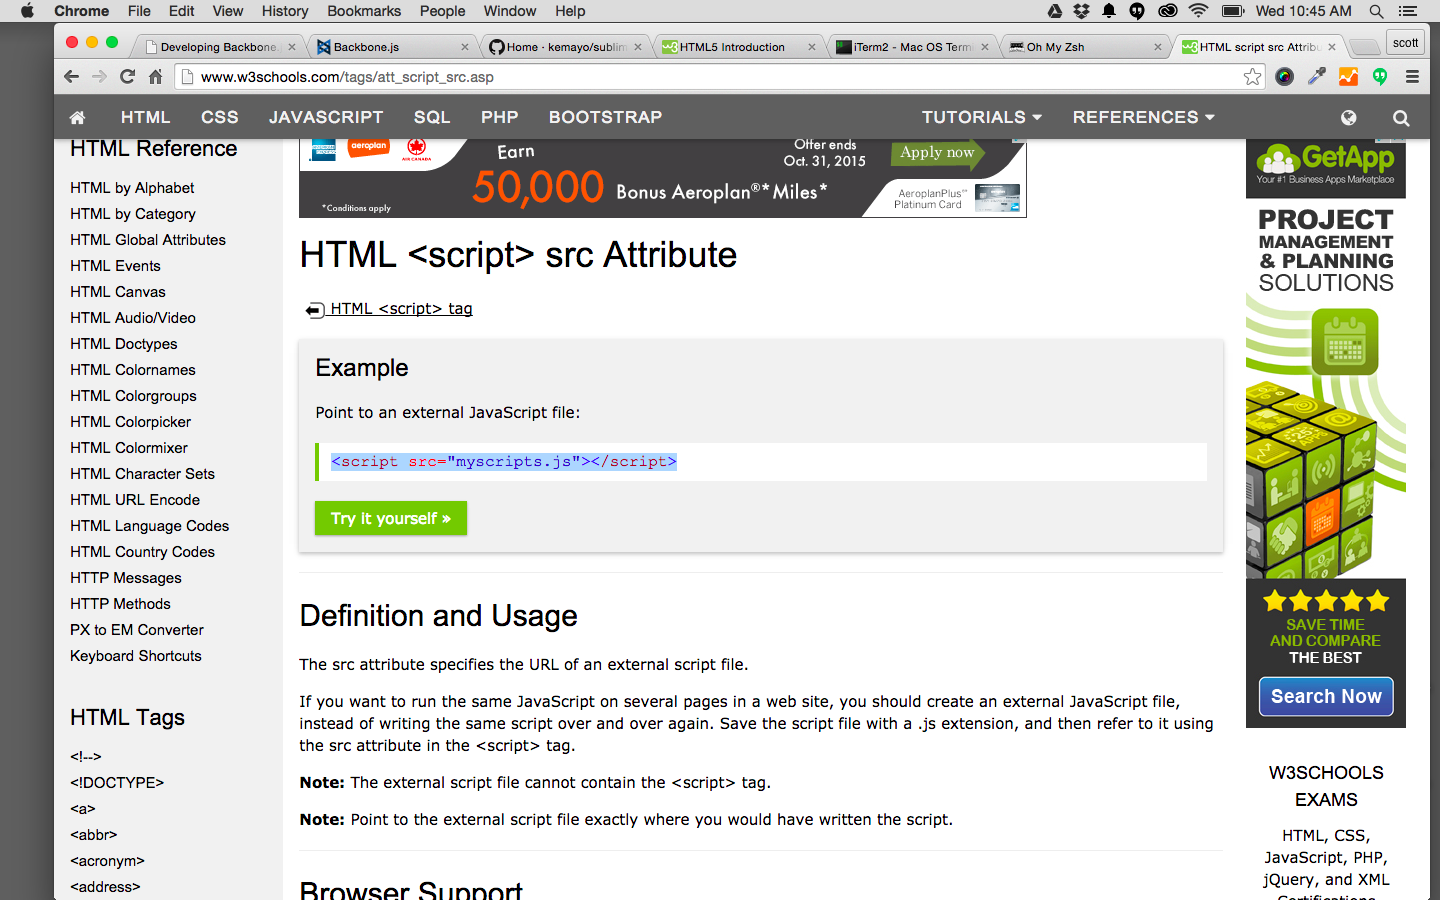 Chrome File Edit View History Bookmarks People Window Help Wed 10:45 AM
Developing Backbone. Backbone.js Home · kemayo/sublim HTML5 Introduction iTerm2 - Mac OS Term Oh My Zsh HTML script src Attribu scott
www.w3schools.com/tags/att_script_src.asp
HTML CSS JAVASCRIPT SQL PHP BOOTSTRAP TUTORIALS REFERENCES
HTML Reference
HTML by Alphabet
HTML by Category
HTML Global Attributes
HTML Events
HTML Canvas
HTML Audio/Video
HTML Doctypes
HTML Colornames
HTML Colorgroups
HTML Colorpicker
HTML Colormixer
HTML Character Sets
HTML URL Encode
HTML Language Codes
HTML Country Codes
HTTP Messages
HTTP Methods
PX to EM Converter
Keyboard Shortcuts
HTML Tags
<!-->
<!DOCTYPE>
<a>
<abbr>
<acronym>
<address>
aeroplan
AIR CANADA
*Conditions apply
Earn
50,000 Bonus Aeroplan®* Miles*
Offer ends
Oct. 31, 2015
Apply now
AeroplanPlus
Platinum Card
HTML <script> src Attribute
HTML <script> tag
Example
Point to an external JavaScript file:
<script src="myscripts.js"></script>
Try it yourself »
Definition and Usage
The src attribute specifies the URL of an external script file.
If you want to run the same JavaScript on several pages in a web site, you should create an external JavaScript file,
instead of writing the same script over and over again. Save the script file with a .js extension, and then refer to it using
the src attribute in the <script> tag.
Note: The external script file cannot contain the <script> tag.
Note: Point to the external script file exactly where you would have written the script.
Browser Support
GetApp
Your #1 Business Apps Marketplace
PROJECT
MANAGEMENT
& PLANNING
SOLUTIONS
SAVE TIME
AND COMPARE
THE BEST
Search Now
W3SCHOOLS
EXAMS
HTML, CSS,
JavaScript, PHP,
jQuery, and XML
Certifications